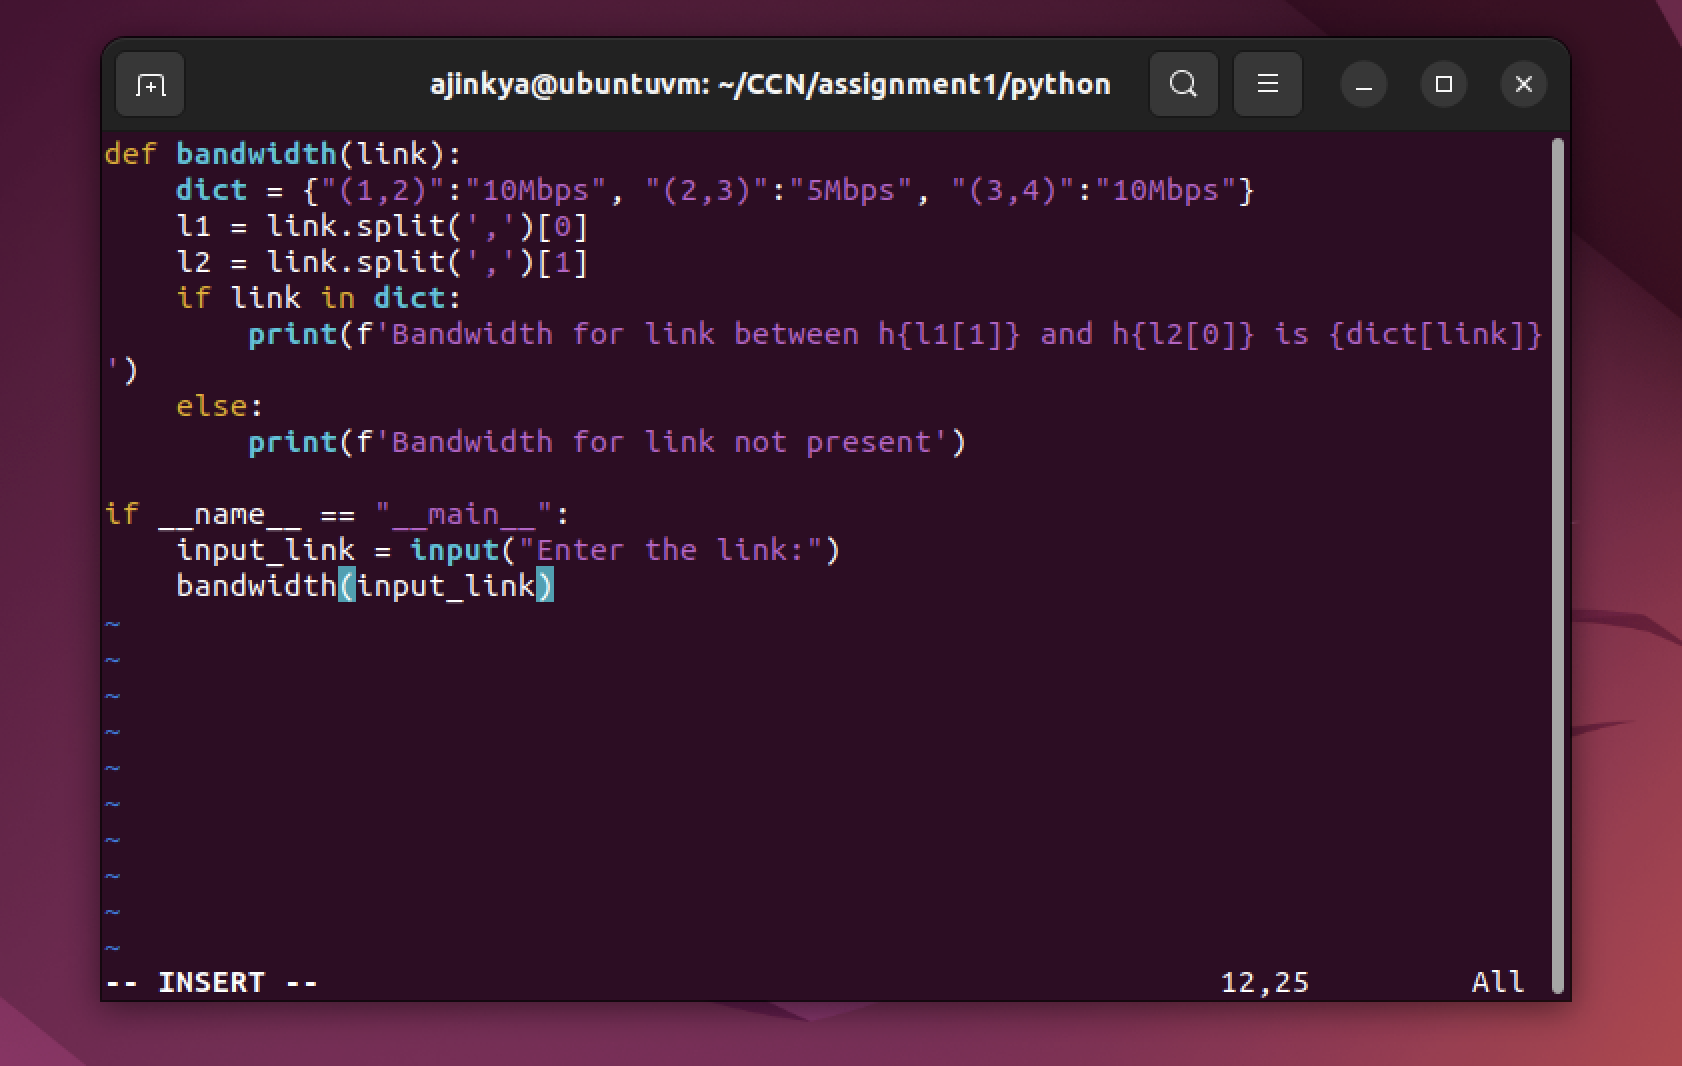 ajinkya@ubuntuvm: ~/CCN/assignment1/python
def bandwidth(link):
    dict = {"(1,2)":"10Mbps", "(2,3)":"5Mbps", "(3,4)":"10Mbps"}
    l1 = link.split(',')[0]
    l2 = link.split(',')[1]
    if link in dict:
        print(f'Bandwidth for link between h{l1[1]} and h{l2[0]} is {dict[link]}
')
    else:
        print(f'Bandwidth for link not present')

if __name__ == "__main__":
    input_link = input("Enter the link:")
    bandwidth(input_link)
~
~
~
~
~
~
~
~
~
~
-- INSERT -- 12,25 All